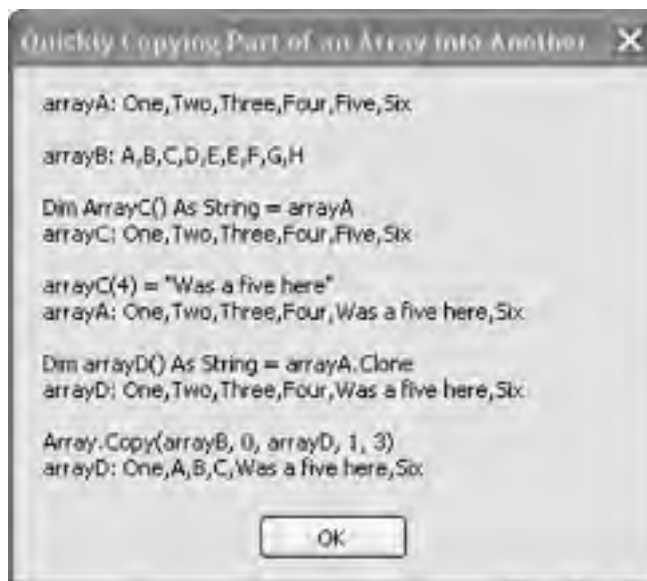 Quickly Copying Part of an Array Into Another
arrayA: One,Two,Three,Four,Five,Six
arrayB: A,B,C,D,E,E,F,G,H
Dim ArrayC() As String = arrayA
arrayC: One,Two,Three,Four,Five,Six
arrayC(4) = "Was a five here"
arrayA: One,Two,Three,Four,Was a five here,Six
Dim arrayD() As String = arrayA.Clone
arrayD: One,Two,Three,Four,Was a five here,Six
Array.Copy(arrayB, 0, arrayD, 1, 3)
arrayD: One,A,B,C,Was a five here,Six
OK